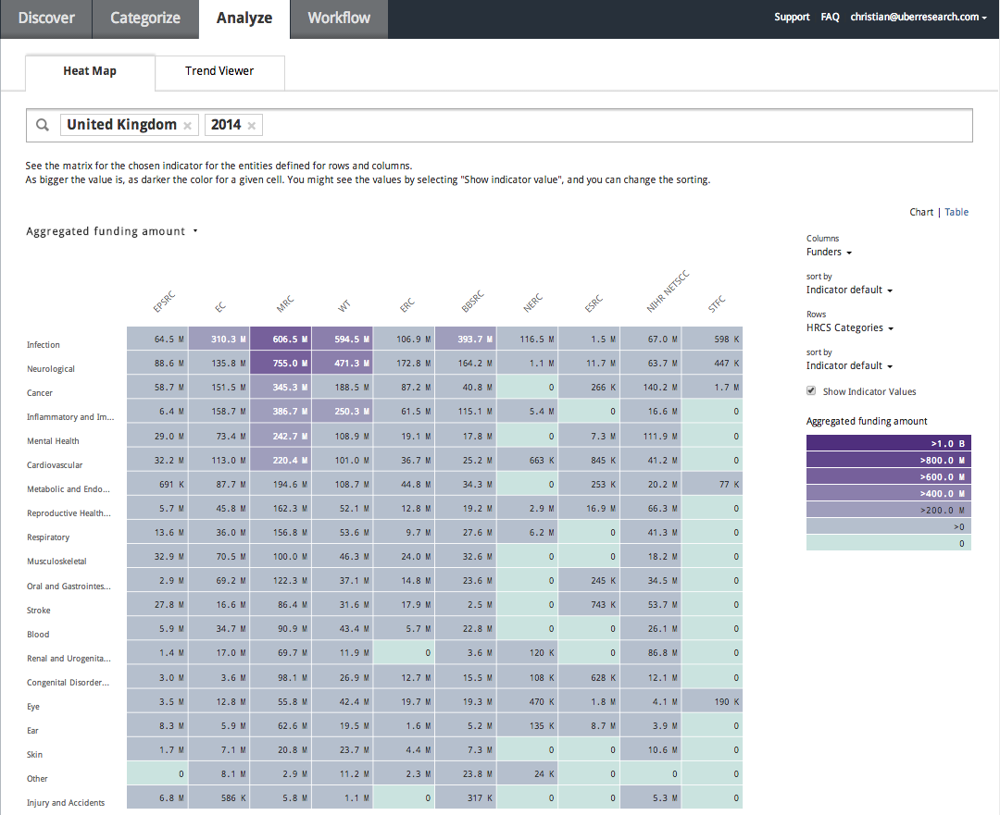 Discover Categorize Analyze Workflow Support FAQ christian@uberresearch.com
Heat Map Trend Viewer
United Kingdom × 2014 ×
See the matrix for the chosen indicator for the entities defined for rows and columns.
As bigger the value is, as darker the color for a given cell. You might see the values by selecting "Show indicator value", and you can change the sorting.
Chart | Table
Aggregated funding amount
Columns
Funders
sort by
Indicator default
Rows
HRCS Categories
sort by
Indicator default
Show Indicator Values
Aggregated funding amount
>1.0 B
>800.0 M
>600.0 M
>400.0 M
>200.0 M
>0
0
EPSRC EC MRC WT ERC BBSRC NERC ESRC NIHR NETSCC STFC
Infection 64.5 M 310.3 M 606.5 M 594.5 M 106.9 M 393.7 M 116.5 M 1.5 M 67.0 M 598 K
Neurological 88.6 M 135.8 M 755.0 M 471.3 M 172.8 M 164.2 M 1.1 M 11.7 M 63.7 M 447 K
Cancer 58.7 M 151.5 M 345.3 M 188.5 M 87.2 M 40.8 M 0 266 K 140.2 M 1.7 M
Inflammatory and Im... 6.4 M 158.7 M 386.7 M 250.3 M 61.5 M 115.1 M 5.4 M 0 16.6 M 0
Mental Health 29.0 M 73.4 M 242.7 M 108.9 M 19.1 M 17.8 M 0 7.3 M 111.9 M 0
Cardiovascular 32.2 M 113.0 M 220.4 M 101.0 M 36.7 M 25.2 M 663 K 845 K 41.2 M 0
Metabolic and Endo... 691 K 87.7 M 194.6 M 108.7 M 44.8 M 34.3 M 0 253 K 20.2 M 77 K
Reproductive Health... 5.7 M 45.8 M 162.3 M 52.1 M 12.8 M 19.2 M 2.9 M 16.9 M 66.3 M 0
Respiratory 13.6 M 36.0 M 156.8 M 53.6 M 9.7 M 27.6 M 6.2 M 0 41.3 M 0
Musculoskeletal 32.9 M 70.5 M 100.0 M 46.3 M 24.0 M 32.6 M 0 0 18.2 M 0
Oral and Gastrointes... 2.9 M 69.2 M 122.3 M 37.1 M 14.8 M 23.6 M 0 245 K 34.5 M 0
Stroke 27.8 M 16.6 M 86.4 M 31.6 M 17.9 M 2.5 M 0 743 K 53.7 M 0
Blood 5.9 M 34.7 M 90.9 M 43.4 M 5.7 M 22.8 M 0 0 26.1 M 0
Renal and Urogenita... 1.4 M 17.0 M 69.7 M 11.9 M 0 3.6 M 120 K 0 86.8 M 0
Congenital Disorder... 3.0 M 3.6 M 98.1 M 26.9 M 12.7 M 15.5 M 108 K 628 K 12.1 M 0
Eye 3.5 M 12.8 M 55.8 M 42.4 M 19.7 M 19.3 M 470 K 1.8 M 4.1 M 190 K
Ear 8.3 M 5.9 M 62.6 M 19.5 M 1.6 M 5.2 M 135 K 8.7 M 3.9 M 0
Skin 1.7 M 7.1 M 20.8 M 23.7 M 4.4 M 7.3 M 0 0 10.6 M 0
Other 0 8.1 M 2.9 M 11.2 M 2.3 M 23.8 M 24 K 0 0 0
Injury and Accidents 6.8 M 586 K 5.8 M 1.1 M 0 317 K 0 0 5.3 M 0